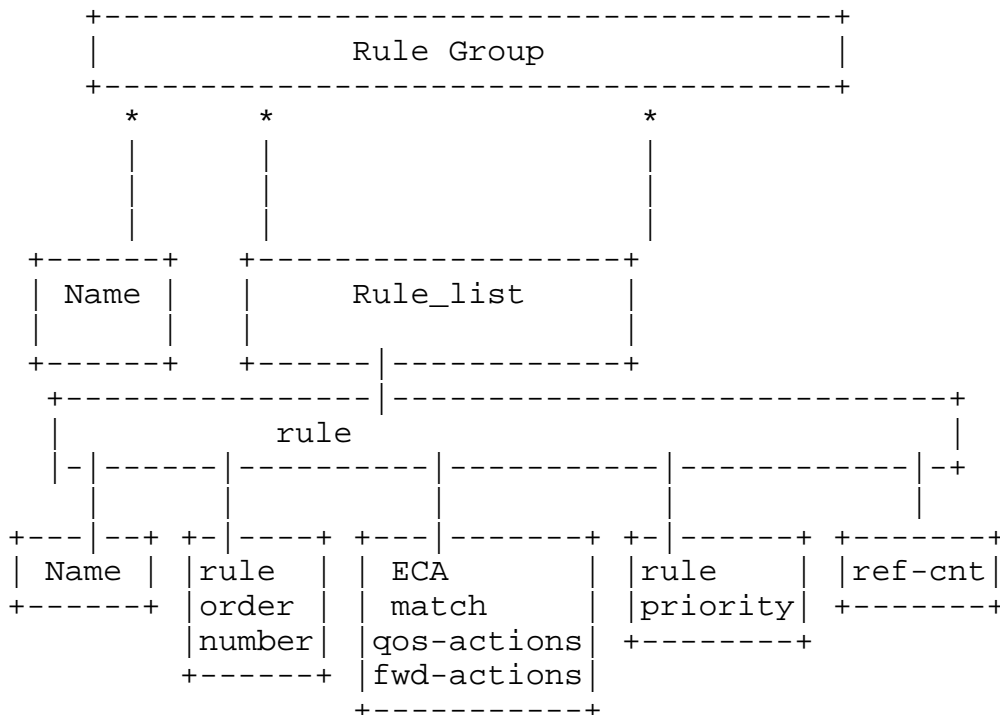 Rule Group
* * *
Name Rule_list
rule
Name rule ECA rule ref-cnt
order match priority
number qos-actions
fwd-actions